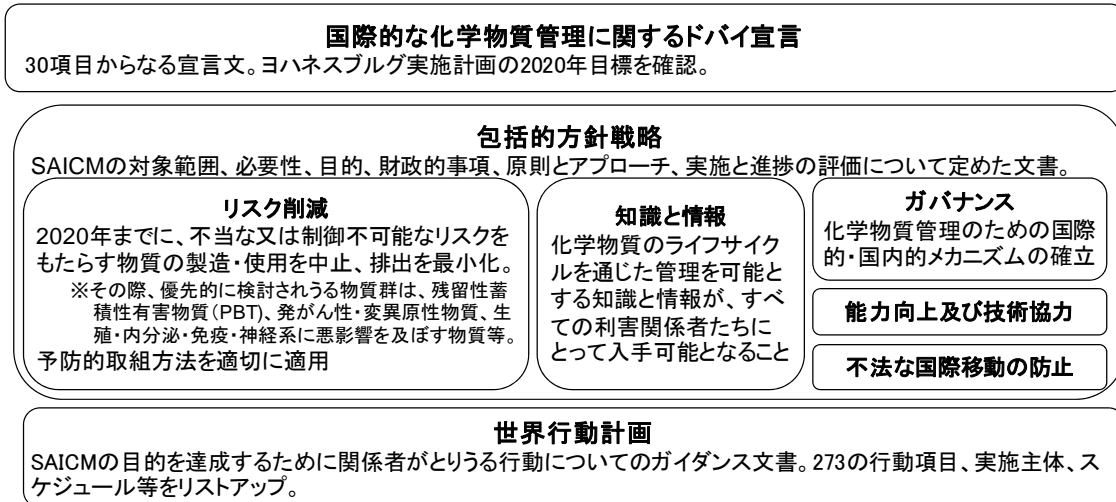 国際的な化学物質管理に関するドバイ宣言
30項目からなる宣言文。ヨハネスブルグ実施計画の2020年目標を確認。
包括的方針戦略
SAICMの対象範囲、必要性、目的、財政的事項、原則とアプローチ、実施と進捗の評価について定めた文書。
リスク削減
2020年までに、不当な又は制御不可能なリスクを
もたらす物質の製造・使用を中止、排出を最小化。
※その際、優先的に検討されうる物質群は、残留性蓄
積性有害物質(PBT)、発がん性・変異原性物質、生
殖・内分泌・免疫・神経系に悪影響を及ぼす物質等。
予防的取組方法を適切に適用
知識と情報
化学物質のライフサイク
ルを通じた管理を可能と
する知識と情報が、すべ
ての利害関係者たちに
とって入手可能となること
ガバナンス
化学物質管理のための国際
的・国内的メカニズムの確立
能力向上及び技術協力
不法な国際移動の防止
世界行動計画
SAICMの目的を達成するために関係者がとりうる行動についてのガイダンス文書。273の行動項目、実施主体、ス
ケジュール等をリストアップ。